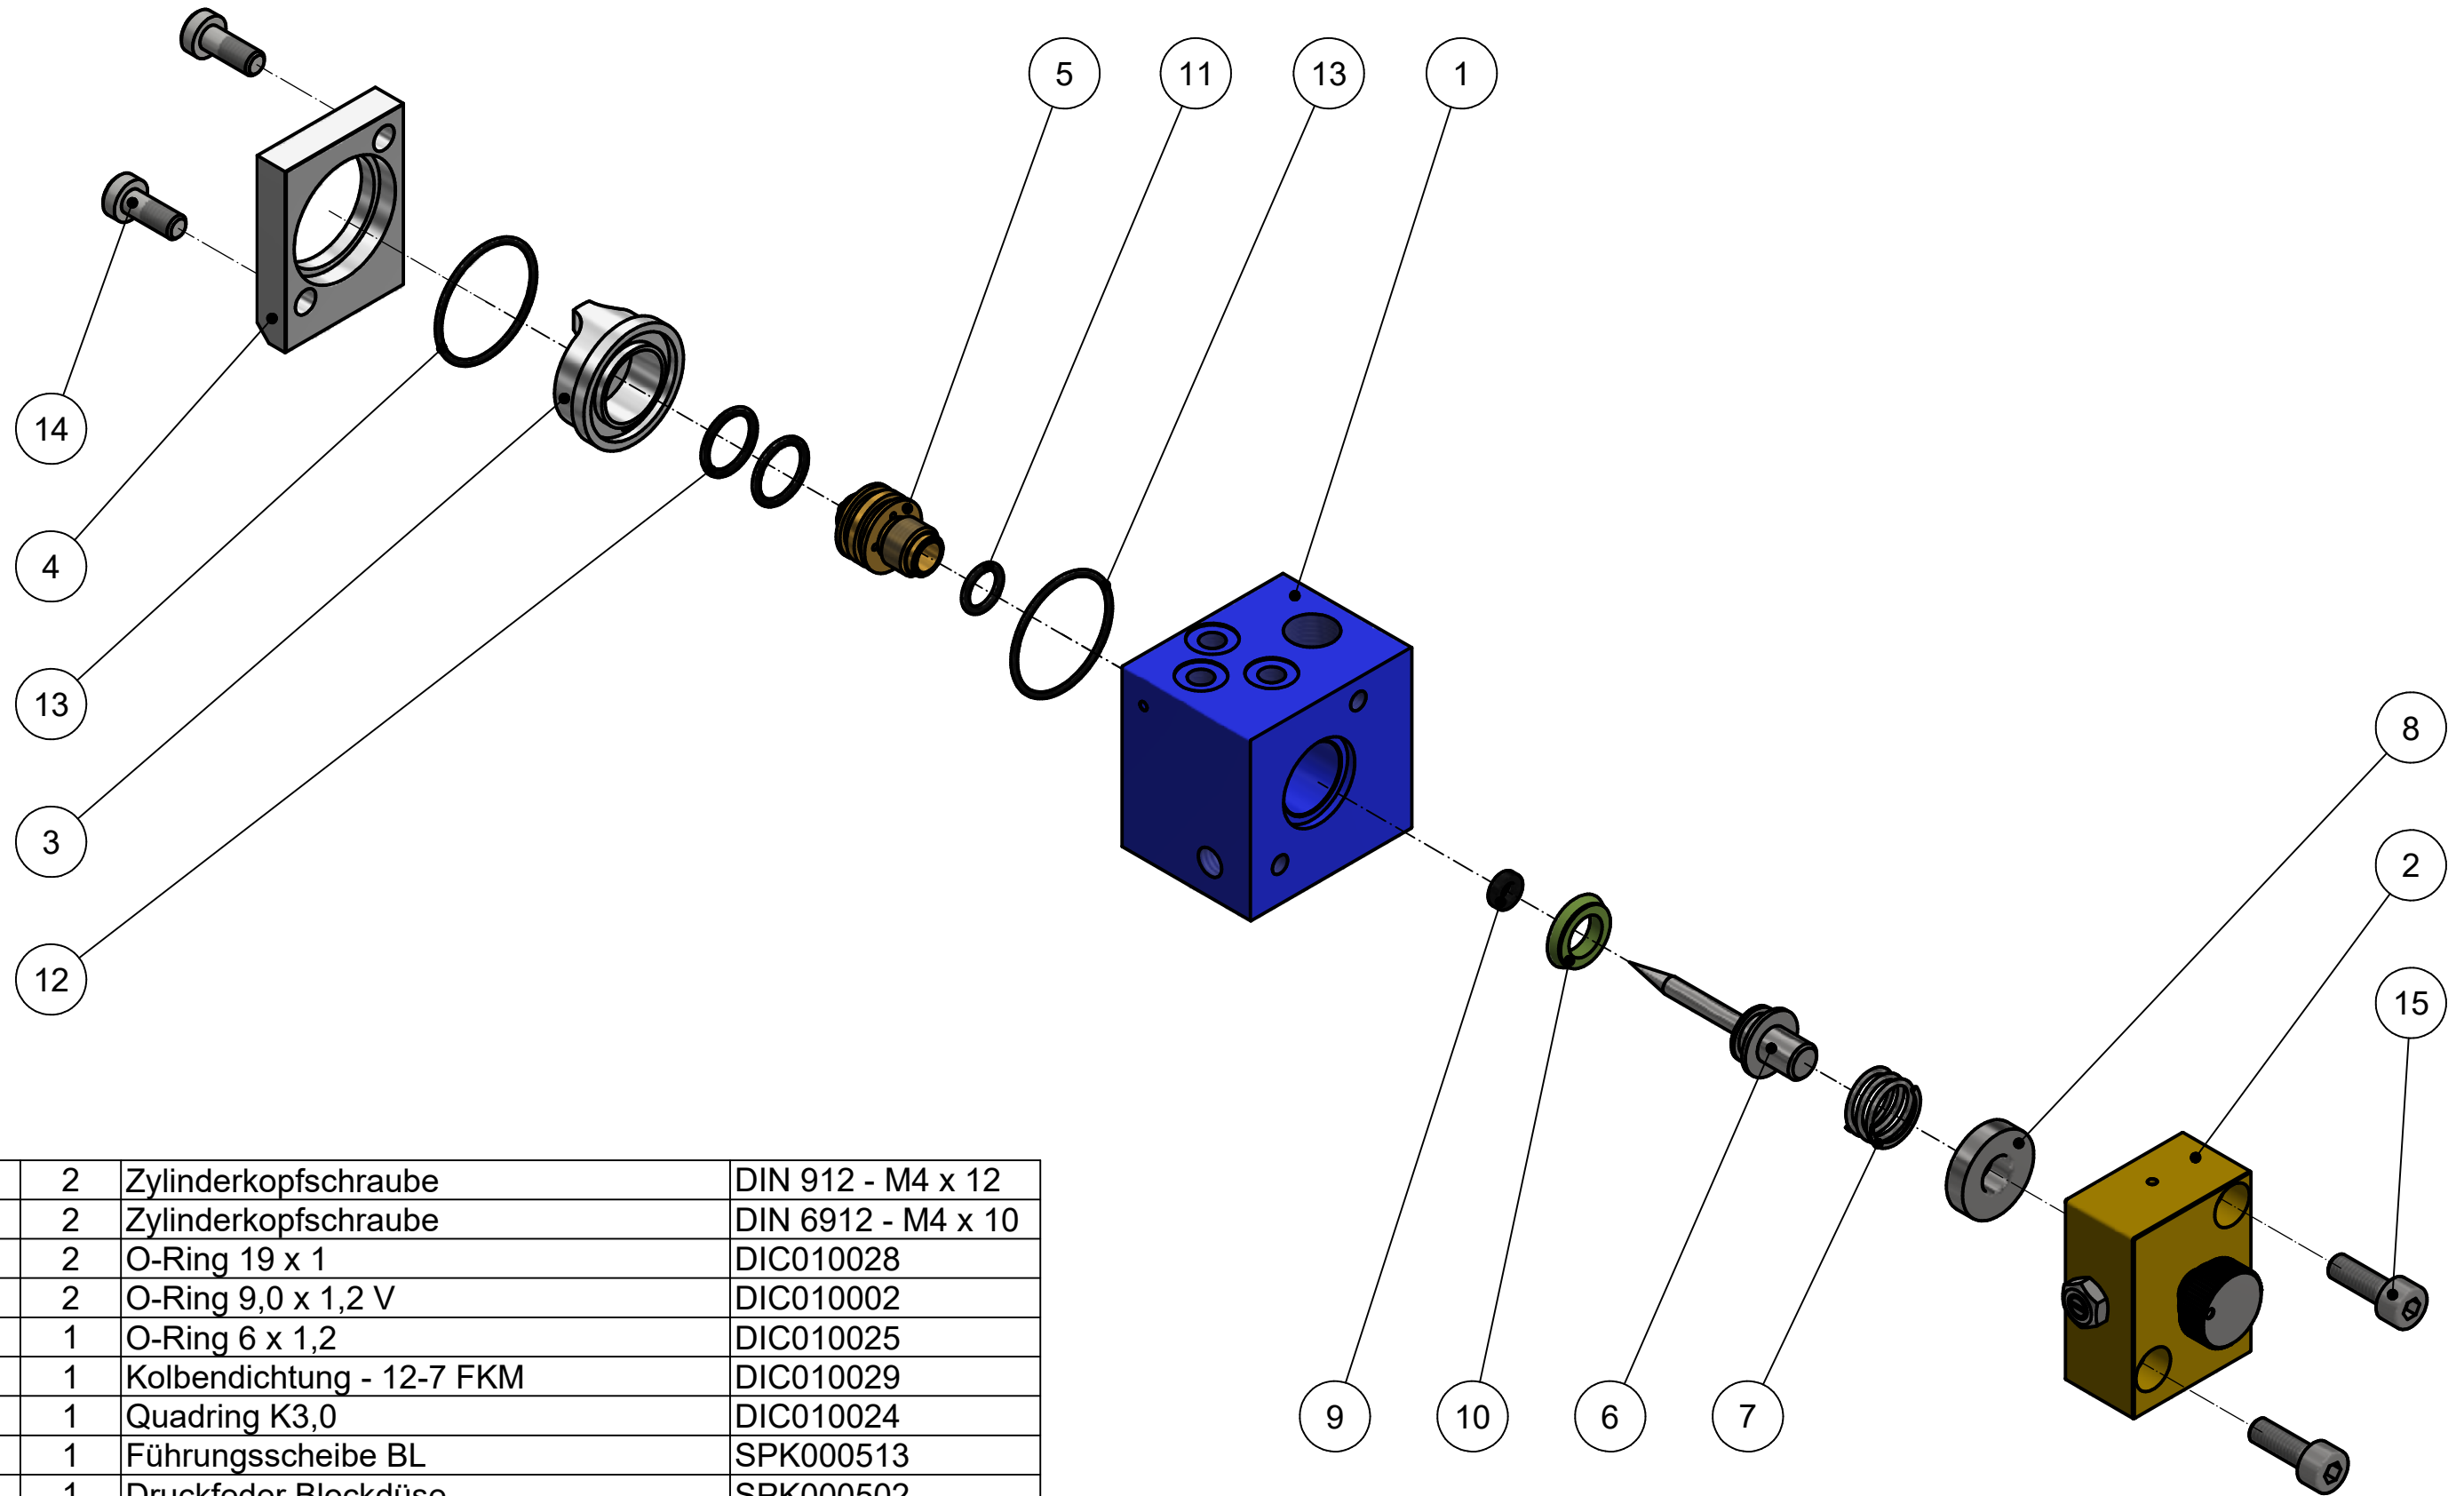 5 11 13 1
14
4
13
3
12
8
2
15
9 10 6 7
2 Zylinderkopfschraube DIN 912 - M4 x 12
2 Zylinderkopfschraube DIN 6912 - M4 x 10
2 O-Ring 19 x 1 DIC010028
2 O-Ring 9,0 x 1,2 V DIC010002
1 O-Ring 6 x 1,2 DIC010025
1 Kolbendichtung - 12-7 FKM DIC010029
1 Quadring K3,0 DIC010024
1 Führungsscheibe BL SPK000513
1 Druckfeder Blockdüse SPK000502